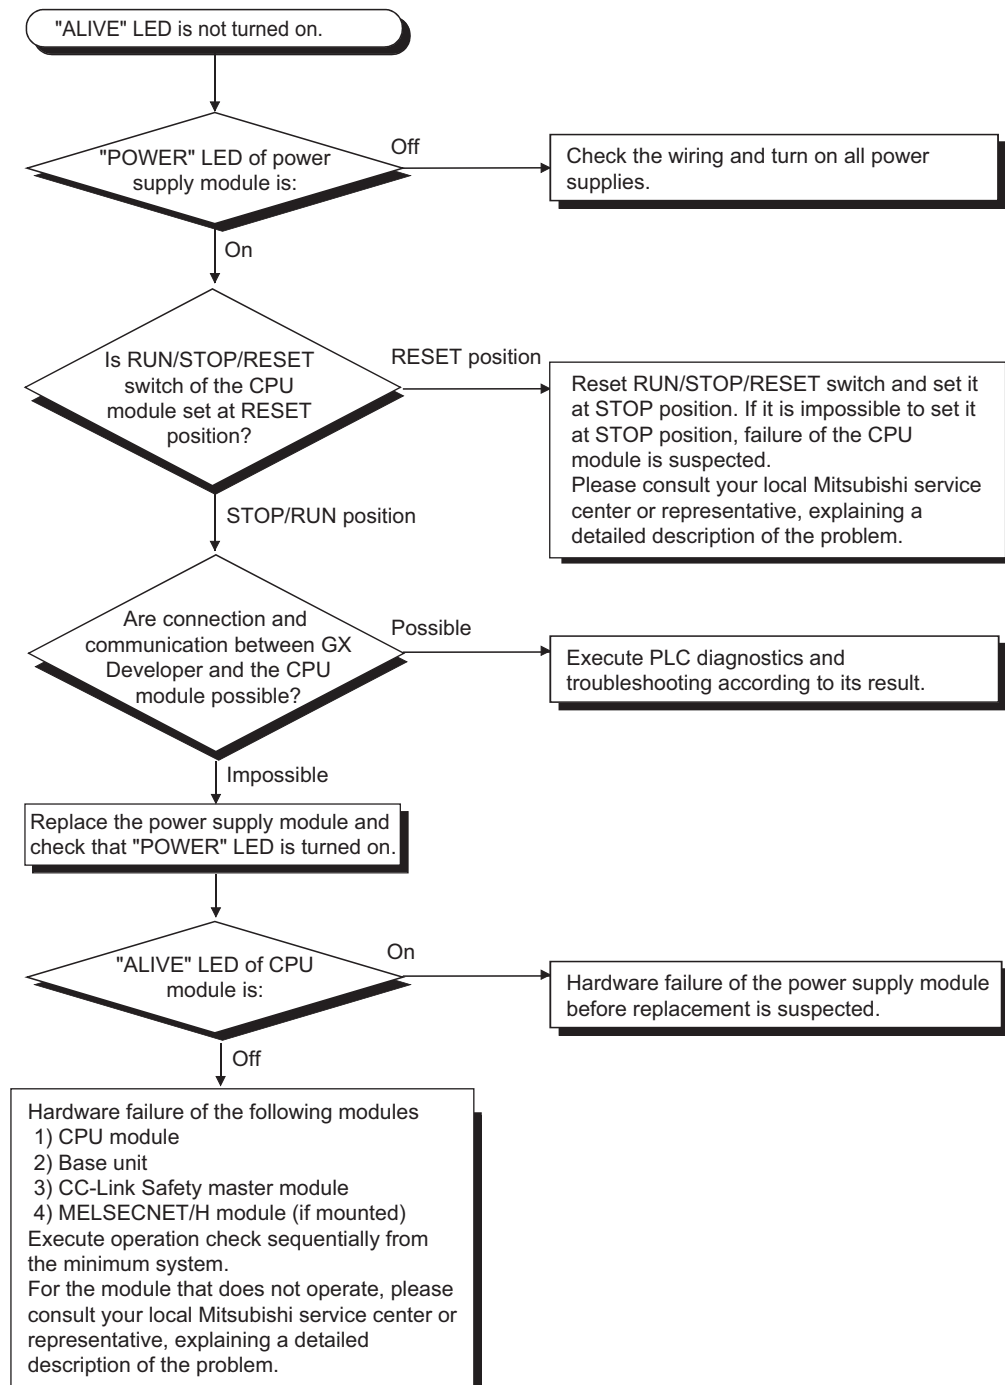 "ALIVE" LED is not turned on.
"POWER" LED of power
supply module is:
Off
Check the wiring and turn on all power
supplies.
On
Is RUN/STOP/RESET
switch of the CPU
module set at RESET
position?
RESET position
Reset RUN/STOP/RESET switch and set it
at STOP position. If it is impossible to set it
at STOP position, failure of the CPU
module is suspected.
Please consult your local Mitsubishi service
center or representative, explaining a
detailed description of the problem.
STOP/RUN position
Are connection and
communication between GX
Developer and the CPU
module possible?
Possible
Execute PLC diagnostics and
troubleshooting according to its result.
Impossible
Replace the power supply module and
check that "POWER" LED is turned on.
"ALIVE" LED of CPU
module is:
On
Hardware failure of the power supply module
before replacement is suspected.
Off
Hardware failure of the following modules
1) CPU module
2) Base unit
3) CC-Link Safety master module
4) MELSECNET/H module (if mounted)
Execute operation check sequentially from
the minimum system.
For the module that does not operate, please
consult your local Mitsubishi service center or
representative, explaining a detailed
description of the problem.